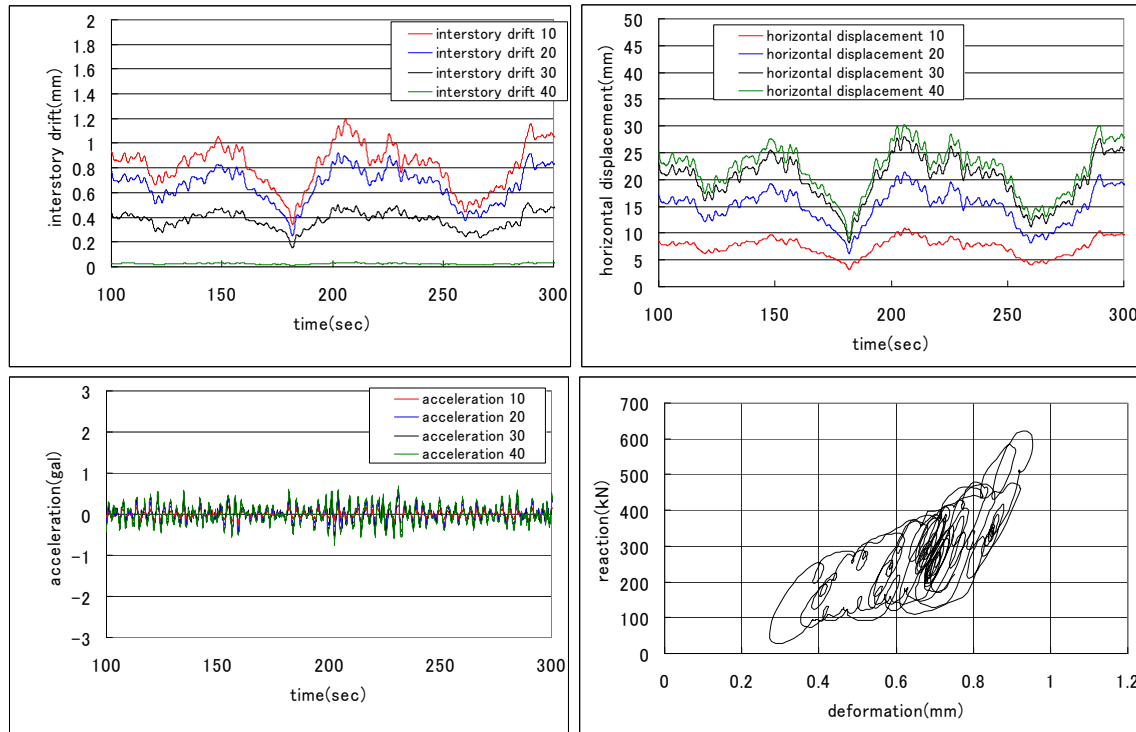 2
1.8
1.6
1.4
1.2
1
0.8
0.6
0.4
0.2
0
interstory drift(mm)
interstory drift 10
interstory drift 20
interstory drift 30
interstory drift 40
100 150 200 250 300
time(sec)
50
45
40
35
30
25
20
15
10
5
0
horizontal displacement(mm)
horizontal displacement 10
horizontal displacement 20
horizontal displacement 30
horizontal displacement 40
100 150 200 250 300
time(sec)
3
2
1
0
-1
-2
-3
acceleration(gal)
acceleration 10
acceleration 20
acceleration 30
acceleration 40
100 150 200 250 300
time(sec)
700
600
500
400
300
200
100
0
reaction(kN)
0 0.2 0.4 0.6 0.8 1 1.2
deformation(mm)